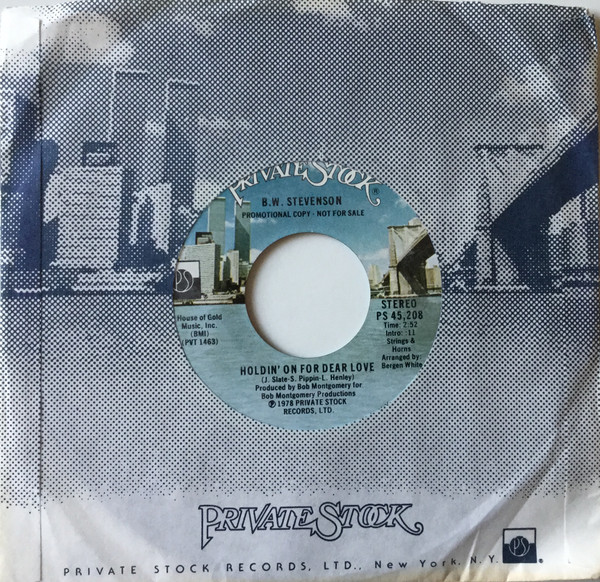 PRIVATE STOCK
®
B.W. STEVENSON
PROMOTIONAL COPY - NOT FOR SALE
PS
House of Gold
Music, Inc.
(BMI)
(PVT 1463)
STEREO
PS 45,208
Time: 2:52
Intro: :11
Strings &
Horns
Arranged by:
Bergen White
HOLDIN' ON FOR DEAR LOVE
(J. Slate-S. Pippin-L. Henley)
Produced by Bob Montgomery for
Bob Montgomery Productions
℗ 1978 PRIVATE STOCK
RECORDS, LTD.
PRIVATE STOCK
PRIVATE STOCK RECORDS, LTD., New York, N.Y.
PS
®